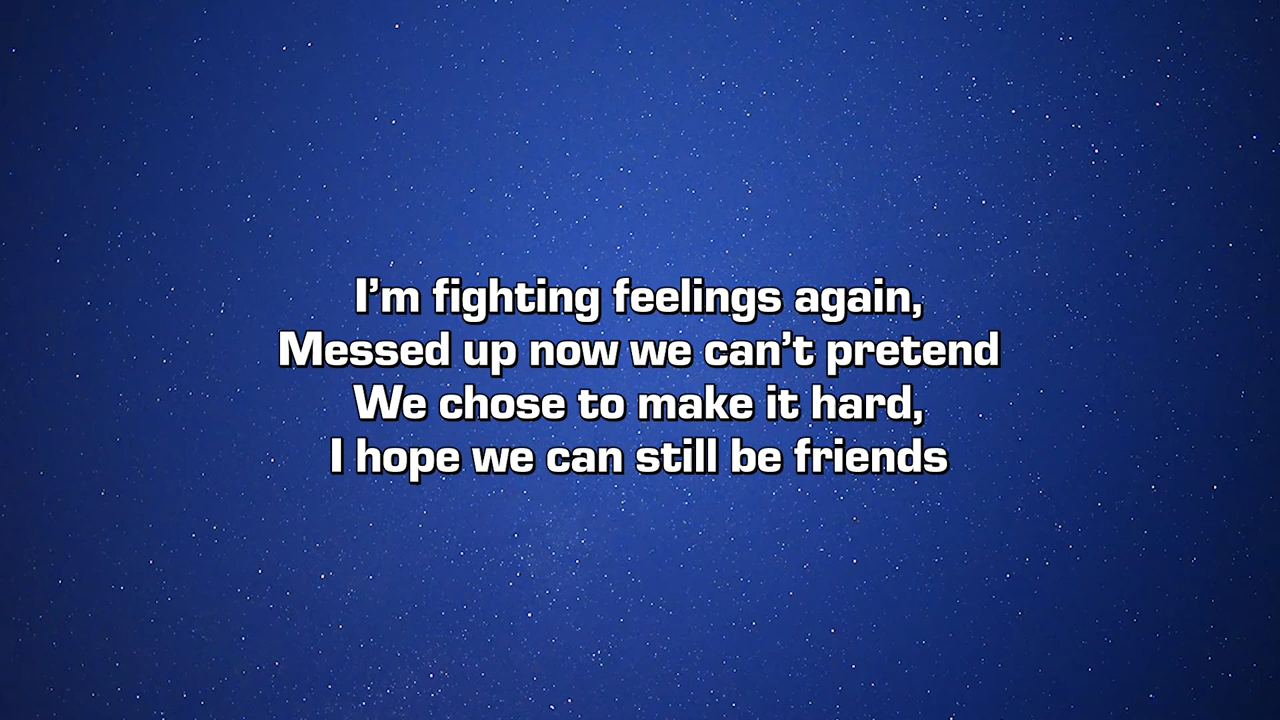 I’m fighting feelings again,
Messed up now we can’t pretend
We chose to make it hard,
I hope we can still be friends